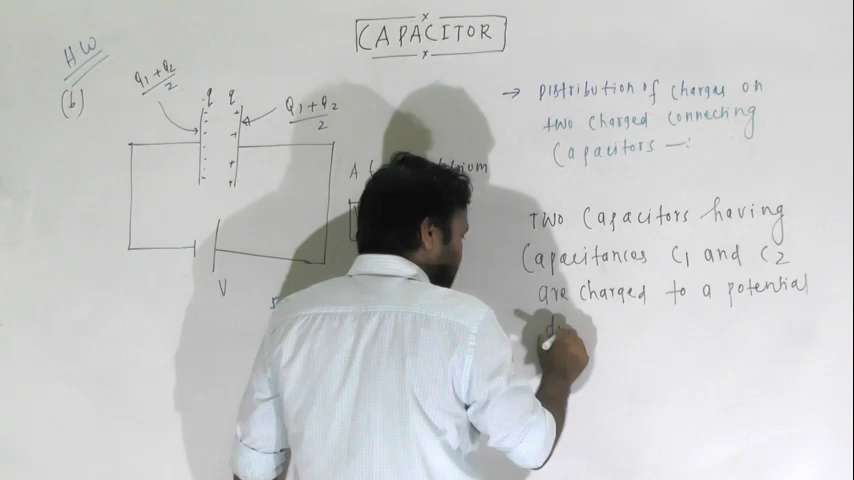 CAPACITOR
HW
(b)
q1+q2
2
q q
Q1+Q2
2
V
A
→ Distribution of charges on
two charged connecting
Capacitors —:
Two Capacitors having
Capacitances C1 and C2
are charged to a potential